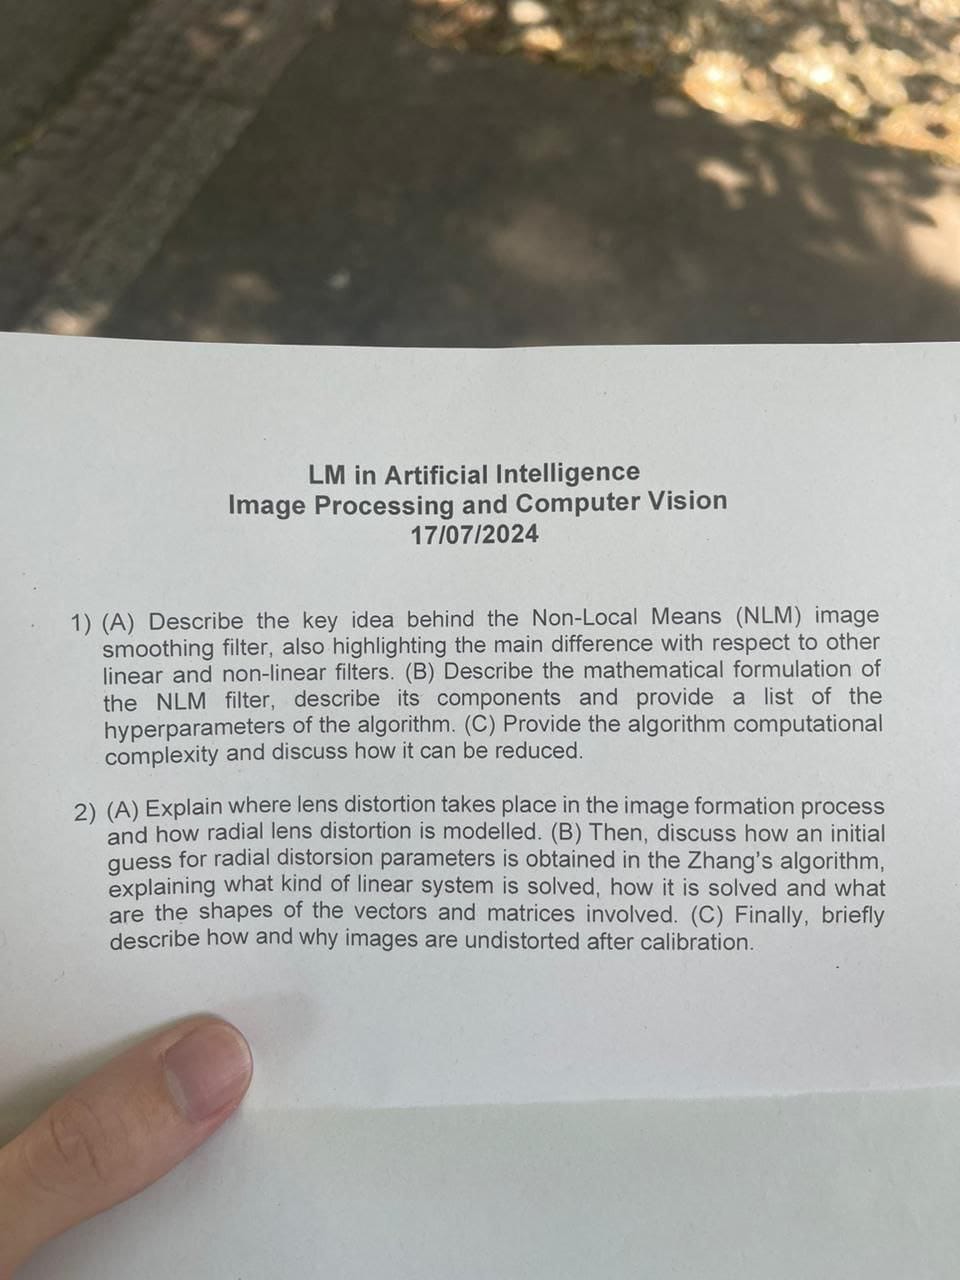 LM in Artificial Intelligence
Image Processing and Computer Vision
17/07/2024
1) (A) Describe the key idea behind the Non-Local Means (NLM) image
smoothing filter, also highlighting the main difference with respect to other
linear and non-linear filters. (B) Describe the mathematical formulation of
the NLM filter, describe its components and provide a list of the
hyperparameters of the algorithm. (C) Provide the algorithm computational
complexity and discuss how it can be reduced.
2) (A) Explain where lens distortion takes place in the image formation process
and how radial lens distortion is modelled. (B) Then, discuss how an initial
guess for radial distorsion parameters is obtained in the Zhang's algorithm,
explaining what kind of linear system is solved, how it is solved and what
are the shapes of the vectors and matrices involved. (C) Finally, briefly
describe how and why images are undistorted after calibration.